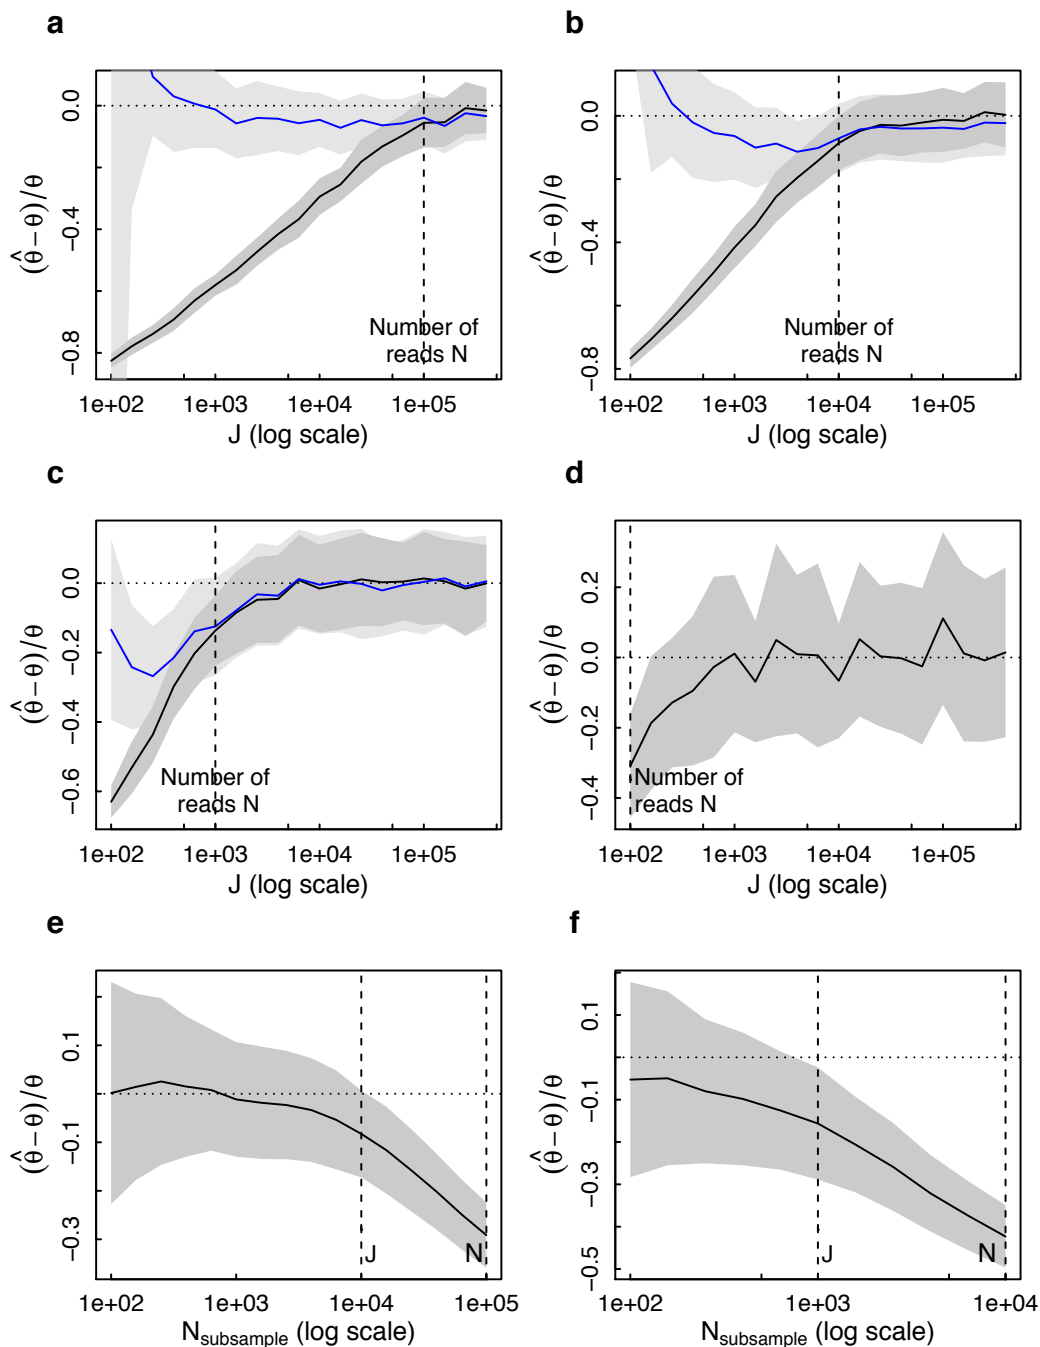 a
b
0.0
−0.4
−0.8
(θ̂−θ)/θ
Number of
reads N
1e+02 1e+03 1e+04 1e+05
J (log scale)
0.0
−0.4
−0.8
(θ̂−θ)/θ
Number of
reads N
1e+02 1e+03 1e+04 1e+05
J (log scale)
c
d
0.0
−0.2
−0.4
−0.6
(θ̂−θ)/θ
Number of
reads N
1e+02 1e+03 1e+04 1e+05
J (log scale)
0.2
0.0
−0.2
−0.4
(θ̂−θ)/θ
Number of
reads N
1e+02 1e+03 1e+04 1e+05
J (log scale)
e
f
0.1
−0.1
−0.3
(θ̂−θ)/θ
J N
1e+02 1e+03 1e+04 1e+05
Nsubsample (log scale)
0.1
−0.1
−0.3
−0.5
(θ̂−θ)/θ
J N
1e+02 1e+03 1e+04
Nsubsample (log scale)